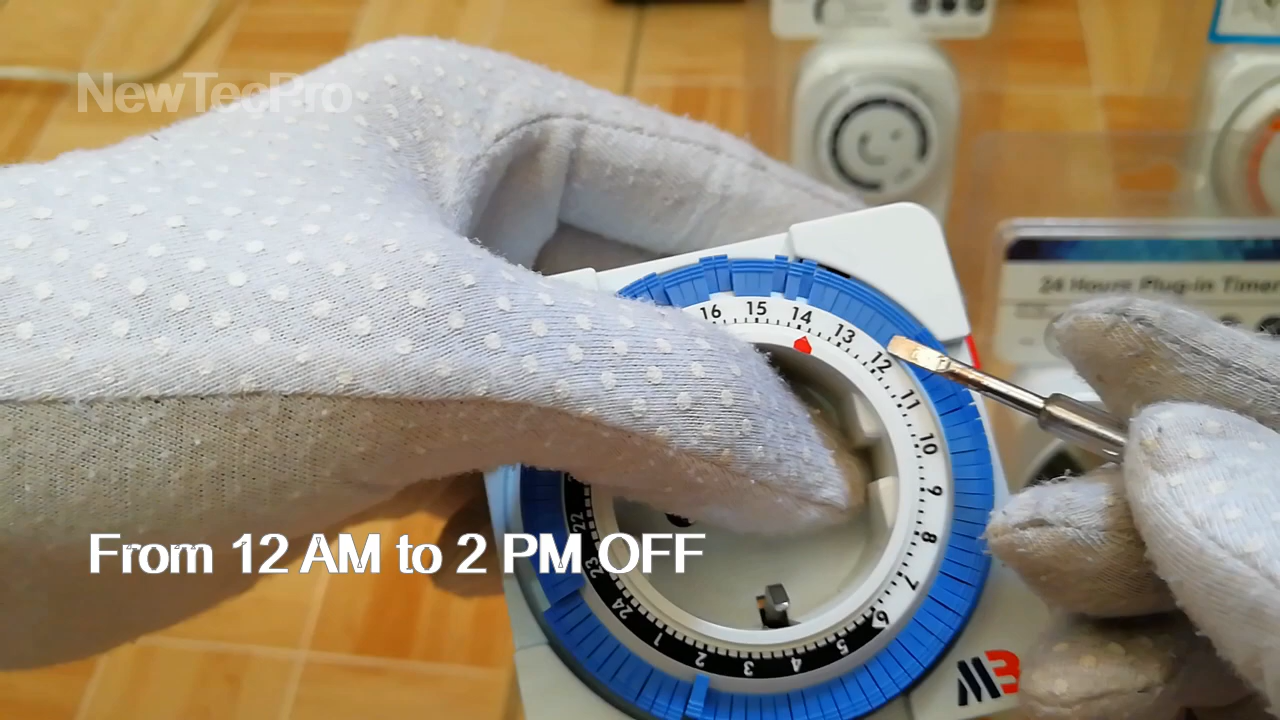 NewTecPro
24 Hours Plug-in Timer
16 15 14 13 12 11 10 9 8 7 6 5 4 3 2 1 24 23 22
From 12 AM to 2 PM OFF
M3